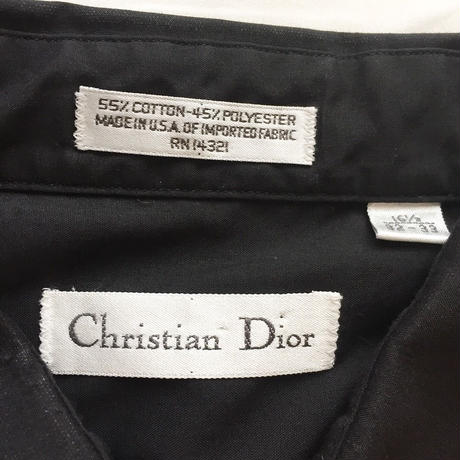 55% COTTON-45% POLYESTER
MADE IN U.S.A. OF IMPORTED FABRIC
RN 14321
16½
32-33
Christian Dior